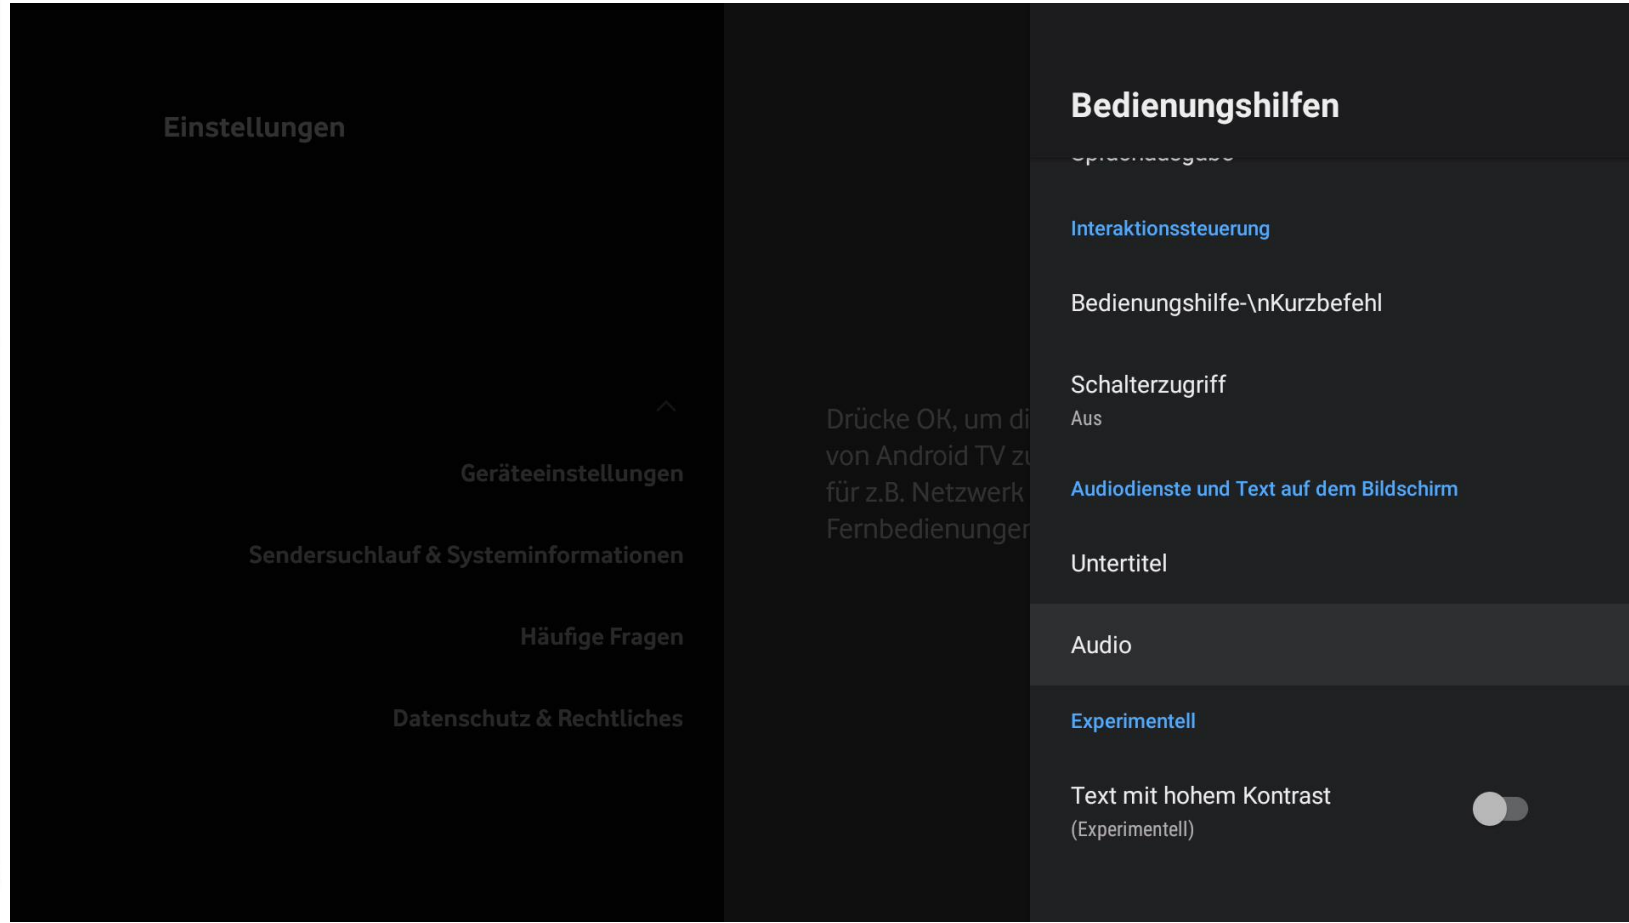 Einstellungen
Geräteeinstellungen
Sendersuchlauf & Systeminformationen
Häufige Fragen
Datenschutz & Rechtliches
Drücke OK, um di
von Android TV zu
für z.B. Netzwerk
Fernbedienunger
Bedienungshilfen
Sprachausgabe
Interaktionssteuerung
Bedienungshilfe-\nKurzbefehl
Schalterzugriff
Aus
Audiodienste und Text auf dem Bildschirm
Untertitel
Audio
Experimentell
Text mit hohem Kontrast
(Experimentell)